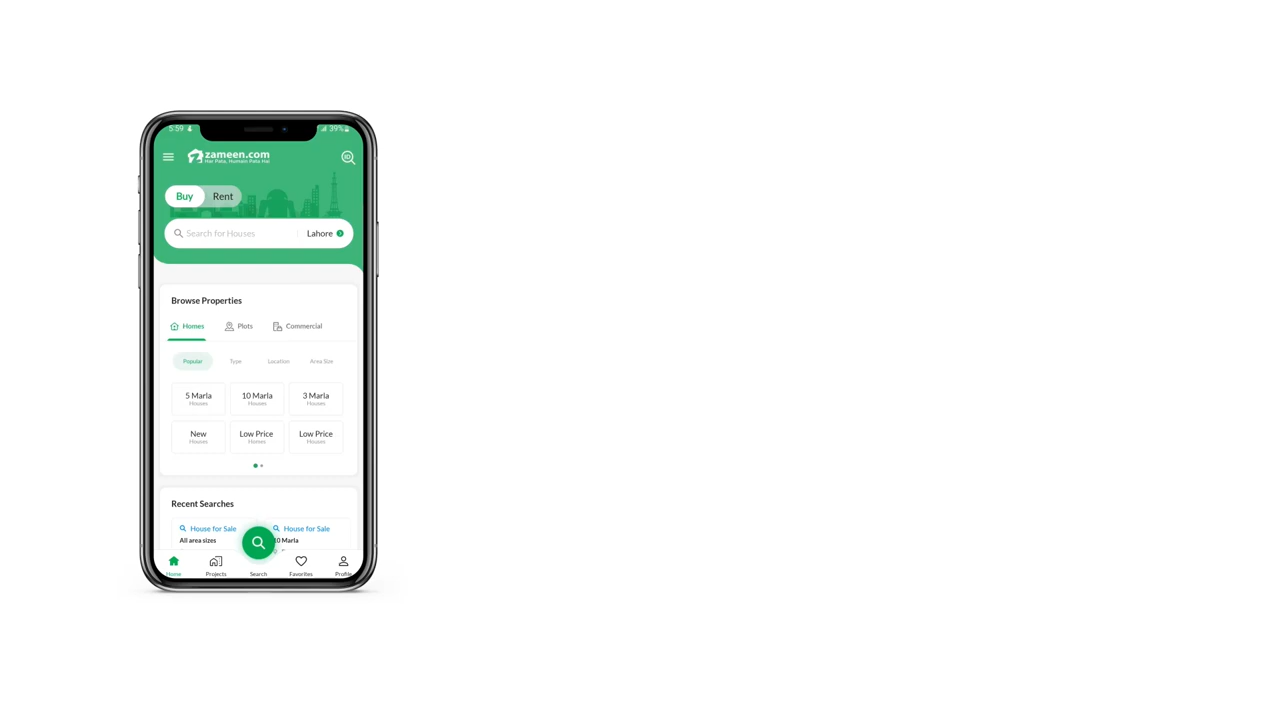 5:59 39%
zameen.com
Har Pata, Humain Pata Hai
ID
Buy Rent
Search for Houses Lahore
Browse Properties
Homes Plots Commercial
Popular Type Location Area Size
5 Marla 10 Marla 3 Marla
Houses Houses Houses
New Low Price Low Price
Houses Homes Houses
Recent Searches
House for Sale House for Sale
All area sizes 10 Marla
Home Projects Search Favorites Profile